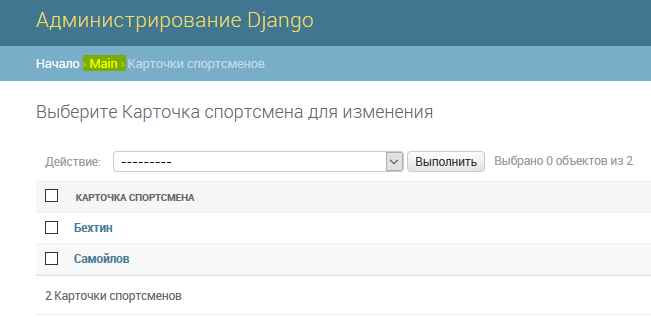 Администрирование Django
Начало › Main › Карточки спортсменов
Выберите Карточка спортсмена для изменения
Действие: --------- Выполнить Выбрано 0 объектов из 2
КАРТОЧКА СПОРТСМЕНА
Бехтин
Самойлов
2 Карточки спортсменов